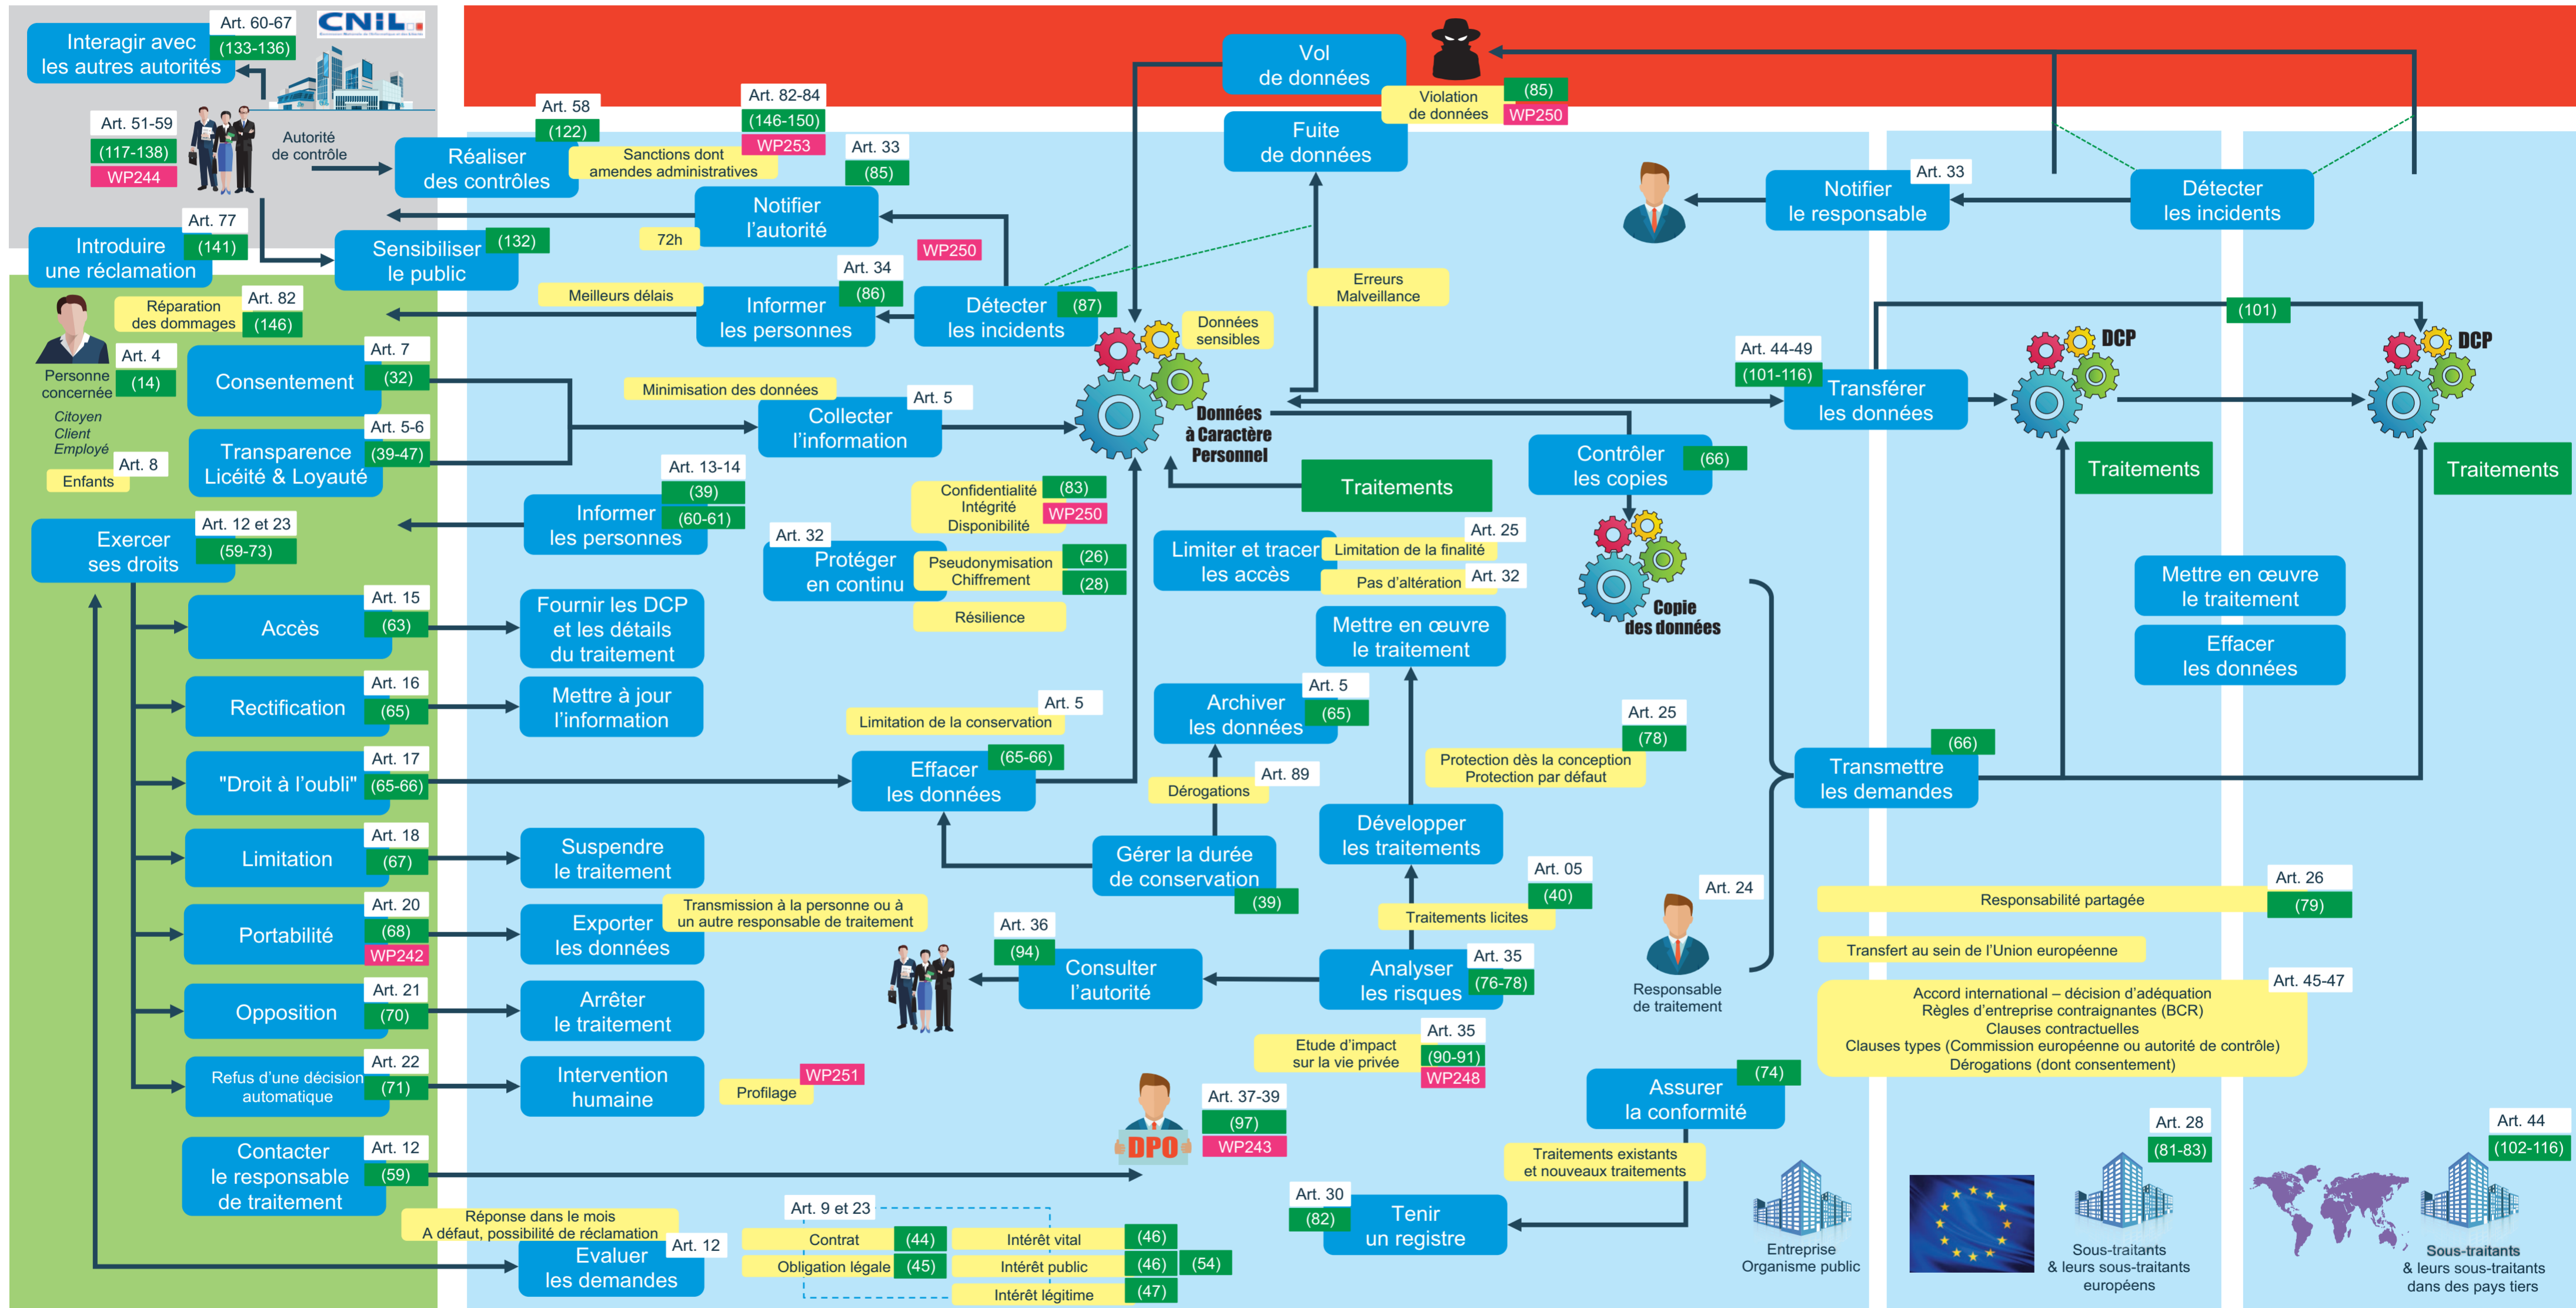 Interagir avec
les autres autorités
Art. 60-67
(133-136)
CNIL
Art. 51-59
(117-138)
WP244
Autorité
de contrôle
Art. 77
(141)
Introduire
une réclamation
Sensibiliser
le public
(132)
Art. 58
(122)
Réaliser
des contrôles
Sanctions dont
amendes administratives
Art. 82-84
(146-150)
WP253
Art. 33
(85)
Notifier
l'autorité
72h
WP250
Art. 34
(86)
Meilleurs délais
Informer
les personnes
Détecter
les incidents
(87)
Vol
de données
Violation
de données
(85)
WP250
Fuite
de données
Erreurs
Malveillance
Données
sensibles
Notifier
le responsable
Art. 33
Détecter
les incidents
Réparation
des dommages
Art. 82
(146)
Personne
concernée
Art. 4
(14)
Citoyen
Client
Employé
Enfants
Art. 8
Consentement
Art. 7
(32)
Transparence
Licéité & Loyauté
Art. 5-6
(39-47)
Minimisation des données
Collecter
l'information
Art. 5
Données
à Caractère
Personnel
Traitements
Art. 44-49
(101-116)
Transférer
les données
(101)
DCP
DCP
Traitements
Traitements
Contrôler
les copies
(66)
Copie
des données
Art. 13-14
(39)
(60-61)
Informer
les personnes
Confidentialité
Intégrité
Disponibilité
(83)
WP250
Art. 32
Protéger
en continu
Pseudonymisation
Chiffrement
(26)
(28)
Résilience
Limiter et tracer
les accès
Limitation de la finalité
Art. 25
Pas d'altération
Art. 32
Mettre en œuvre
le traitement
Mettre en œuvre
le traitement
Effacer
les données
Exercer
ses droits
Art. 12 et 23
(59-73)
Accès
Art. 15
(63)
Fournir les DCP
et les détails
du traitement
Rectification
Art. 16
(65)
Mettre à jour
l'information
"Droit à l'oubli"
Art. 17
(65-66)
Limitation de la conservation
Art. 5
Effacer
les données
(65-66)
Archiver
les données
Art. 5
(65)
Dérogations
Art. 89
Gérer la durée
de conservation
(39)
Art. 25
(78)
Protection dès la conception
Protection par défaut
Développer
les traitements
Transmettre
les demandes
(66)
Limitation
Art. 18
(67)
Suspendre
le traitement
Portabilité
Art. 20
(68)
WP242
Exporter
les données
Transmission à la personne ou à
un autre responsable de traitement
Opposition
Art. 21
(70)
Arrêter
le traitement
Refus d'une décision
automatique
Art. 22
(71)
Intervention
humaine
Profilage
WP251
Art. 05
(40)
Traitements licites
Art. 36
(94)
Consulter
l'autorité
Analyser
les risques
Art. 35
(76-78)
Etude d'impact
sur la vie privée
Art. 35
(90-91)
WP248
Art. 24
Responsable
de traitement
Responsabilité partagée
Art. 26
(79)
Transfert au sein de l'Union européenne
Art. 45-47
Accord international – décision d'adéquation
Règles d'entreprise contraignantes (BCR)
Clauses contractuelles
Clauses types (Commission européenne ou autorité de contrôle)
Dérogations (dont consentement)
Contacter
le responsable
de traitement
Art. 12
(59)
DPO
Art. 37-39
(97)
WP243
Assurer
la conformité
(74)
Traitements existants
et nouveaux traitements
Art. 30
(82)
Tenir
un registre
Réponse dans le mois
A défaut, possibilité de réclamation
Evaluer
les demandes
Art. 12
Art. 9 et 23
Contrat
(44)
Intérêt vital
(46)
Obligation légale
(45)
Intérêt public
(46)
(54)
Intérêt légitime
(47)
Entreprise
Organisme public
Art. 28
(81-83)
Sous-traitants
& leurs sous-traitants
européens
Art. 44
(102-116)
Sous-traitants
& leurs sous-traitants
dans des pays tiers